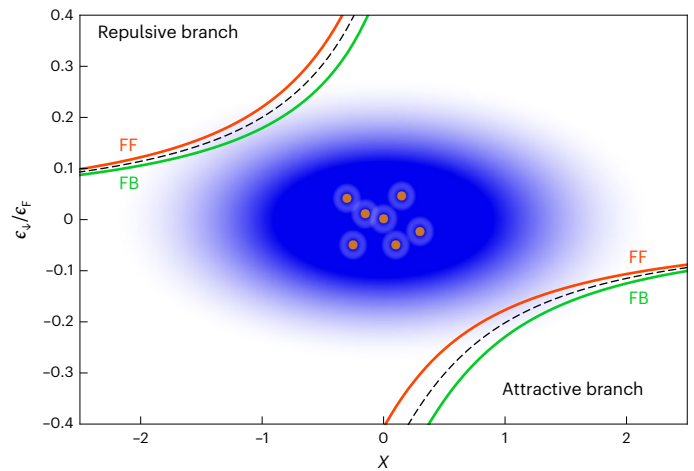 0.4
Repulsive branch
0.3
0.2
FF
0.1
FB
ϵ↓/ϵF
0
FF
−0.1
FB
−0.2
−0.3
Attractive branch
−0.4
−2
−1
0
1
2
X